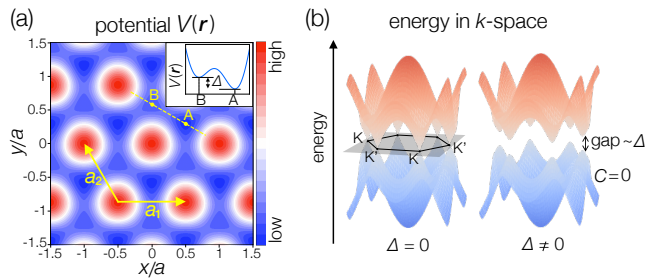 (a) potential V(r)
1.5
1
0.5
0
-0.5
-1
-1.5
y/a
-1.5 -1 -0.5 0 0.5 1 1.5
x/a
B
A
a₂
a₁
V(r)
Δ
B
A
high
low
(b) energy in k-space
energy
K
K'
K
K'
K'
gap~Δ
C=0
Δ = 0
Δ ≠ 0